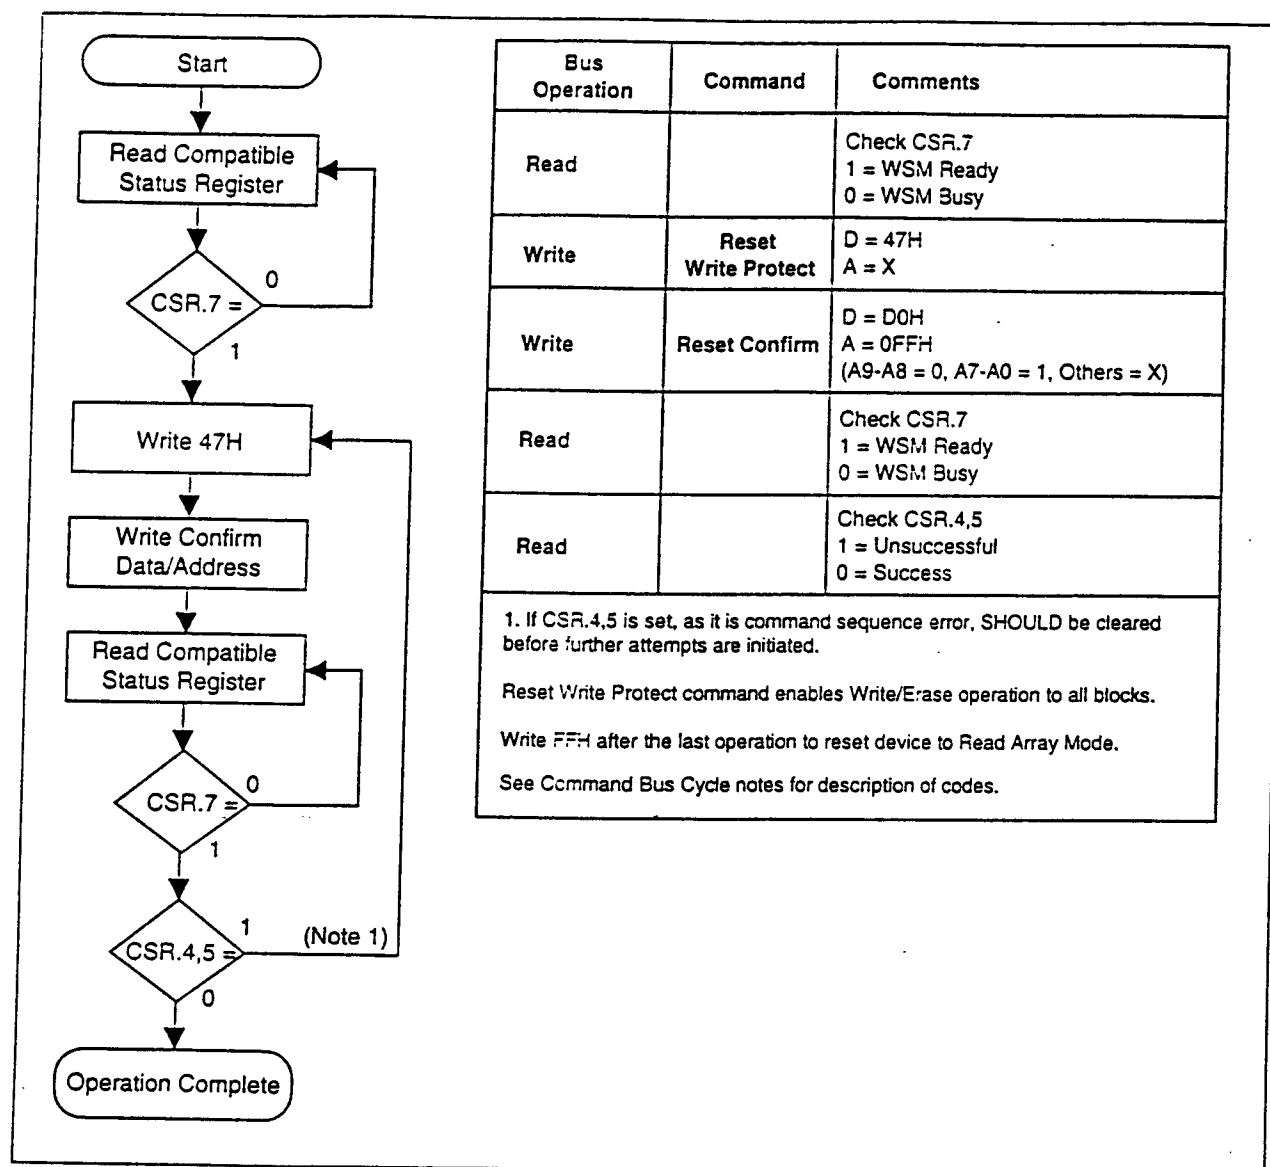 Start
Read Compatible
Status Register
0
CSR.7 =
1
Write 47H
Write Confirm
Data/Address
Read Compatible
Status Register
0
CSR.7 =
1
1
(Note 1)
CSR.4,5 =
0
Operation Complete
Bus
Operation
Command
Comments
Read
Check CSR.7
1 = WSM Ready
0 = WSM Busy
Write
Reset
Write Protect
D = 47H
A = X
Write
Reset Confirm
D = D0H
A = 0FFH
(A9-A8 = 0, A7-A0 = 1, Others = X)
Read
Check CSR.7
1 = WSM Ready
0 = WSM Busy
Read
Check CSR.4,5
1 = Unsuccessful
0 = Success
1. If CSR.4,5 is set, as it is command sequence error, SHOULD be cleared
before further attempts are initiated.
Reset Write Protect command enables Write/Erase operation to all blocks.
Write FFH after the last operation to reset device to Read Array Mode.
See Command Bus Cycle notes for description of codes.